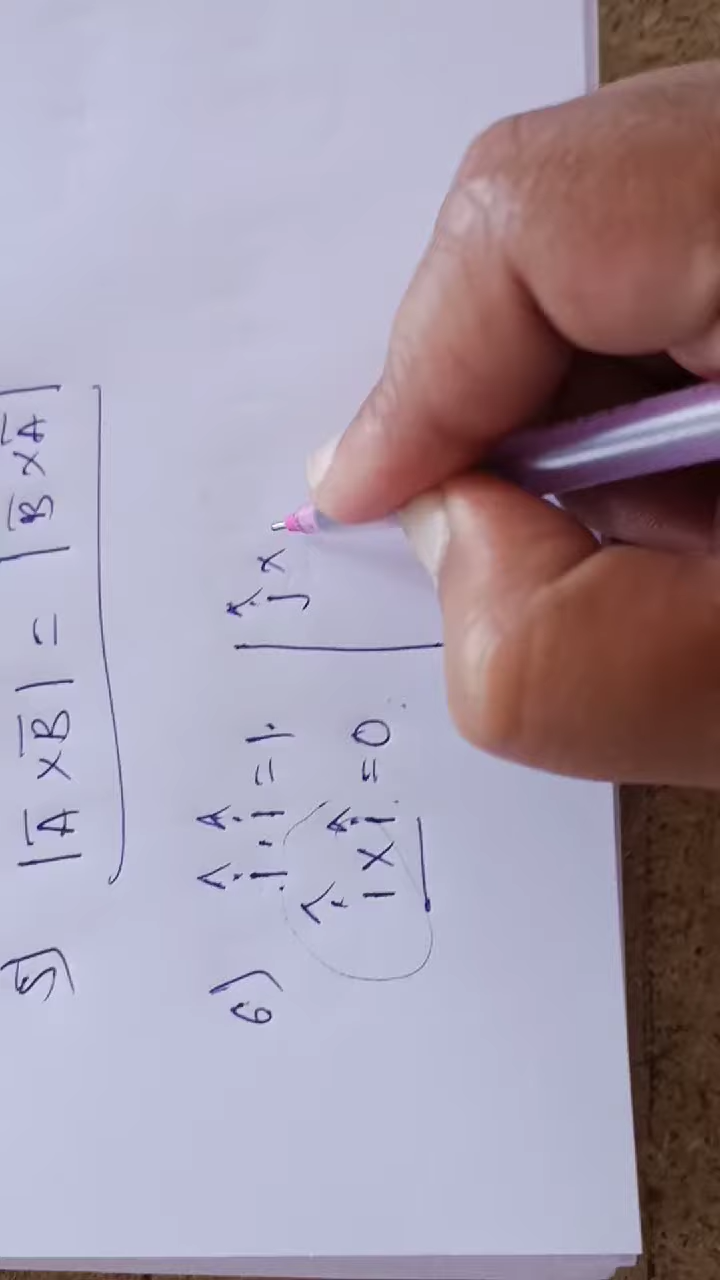 5) |A̅ × B̅| = |B̅ × A̅|
6) î · î = 1 | ĵ ×
î × î = 0